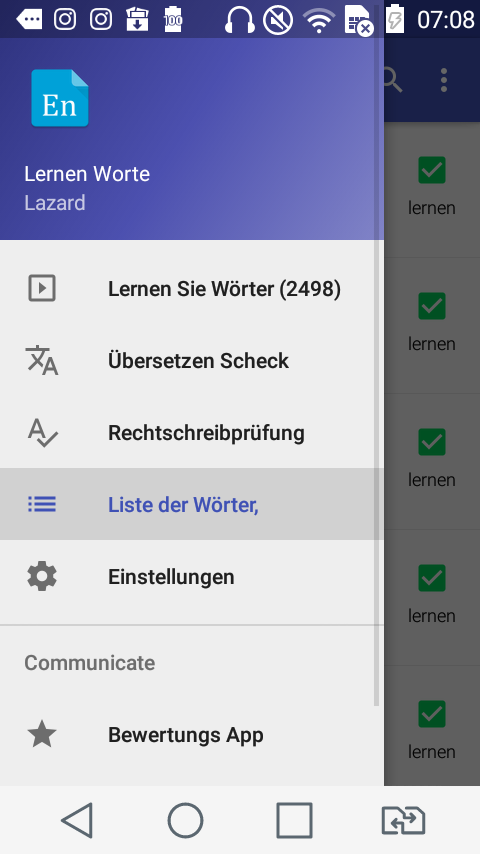 100
07:08
En
Lernen Worte
Lazard
Lernen Sie Wörter (2498)
Übersetzen Scheck
Rechtschreibprüfung
Liste der Wörter,
Einstellungen
Communicate
Bewertungs App
lernen
lernen
lernen
lernen
lernen